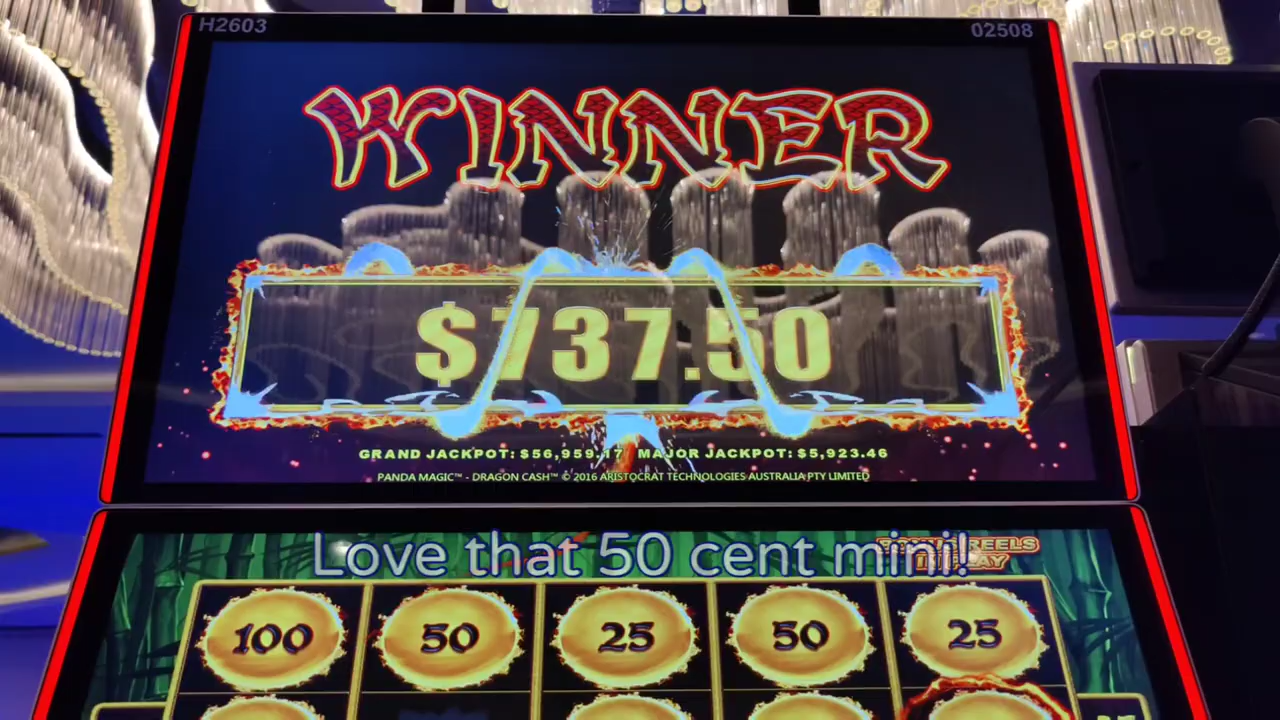 H2603
02508
WINNER
$737.50
GRAND JACKPOT: $56,959.17 MAJOR JACKPOT: $5,923.46
PANDA MAGIC™ - DRAGON CASH™ © 2016 ARISTOCRAT TECHNOLOGIES AUSTRALIA PTY LIMITED
REELS
Love that 50 cent mini!
100 50 25 50 25